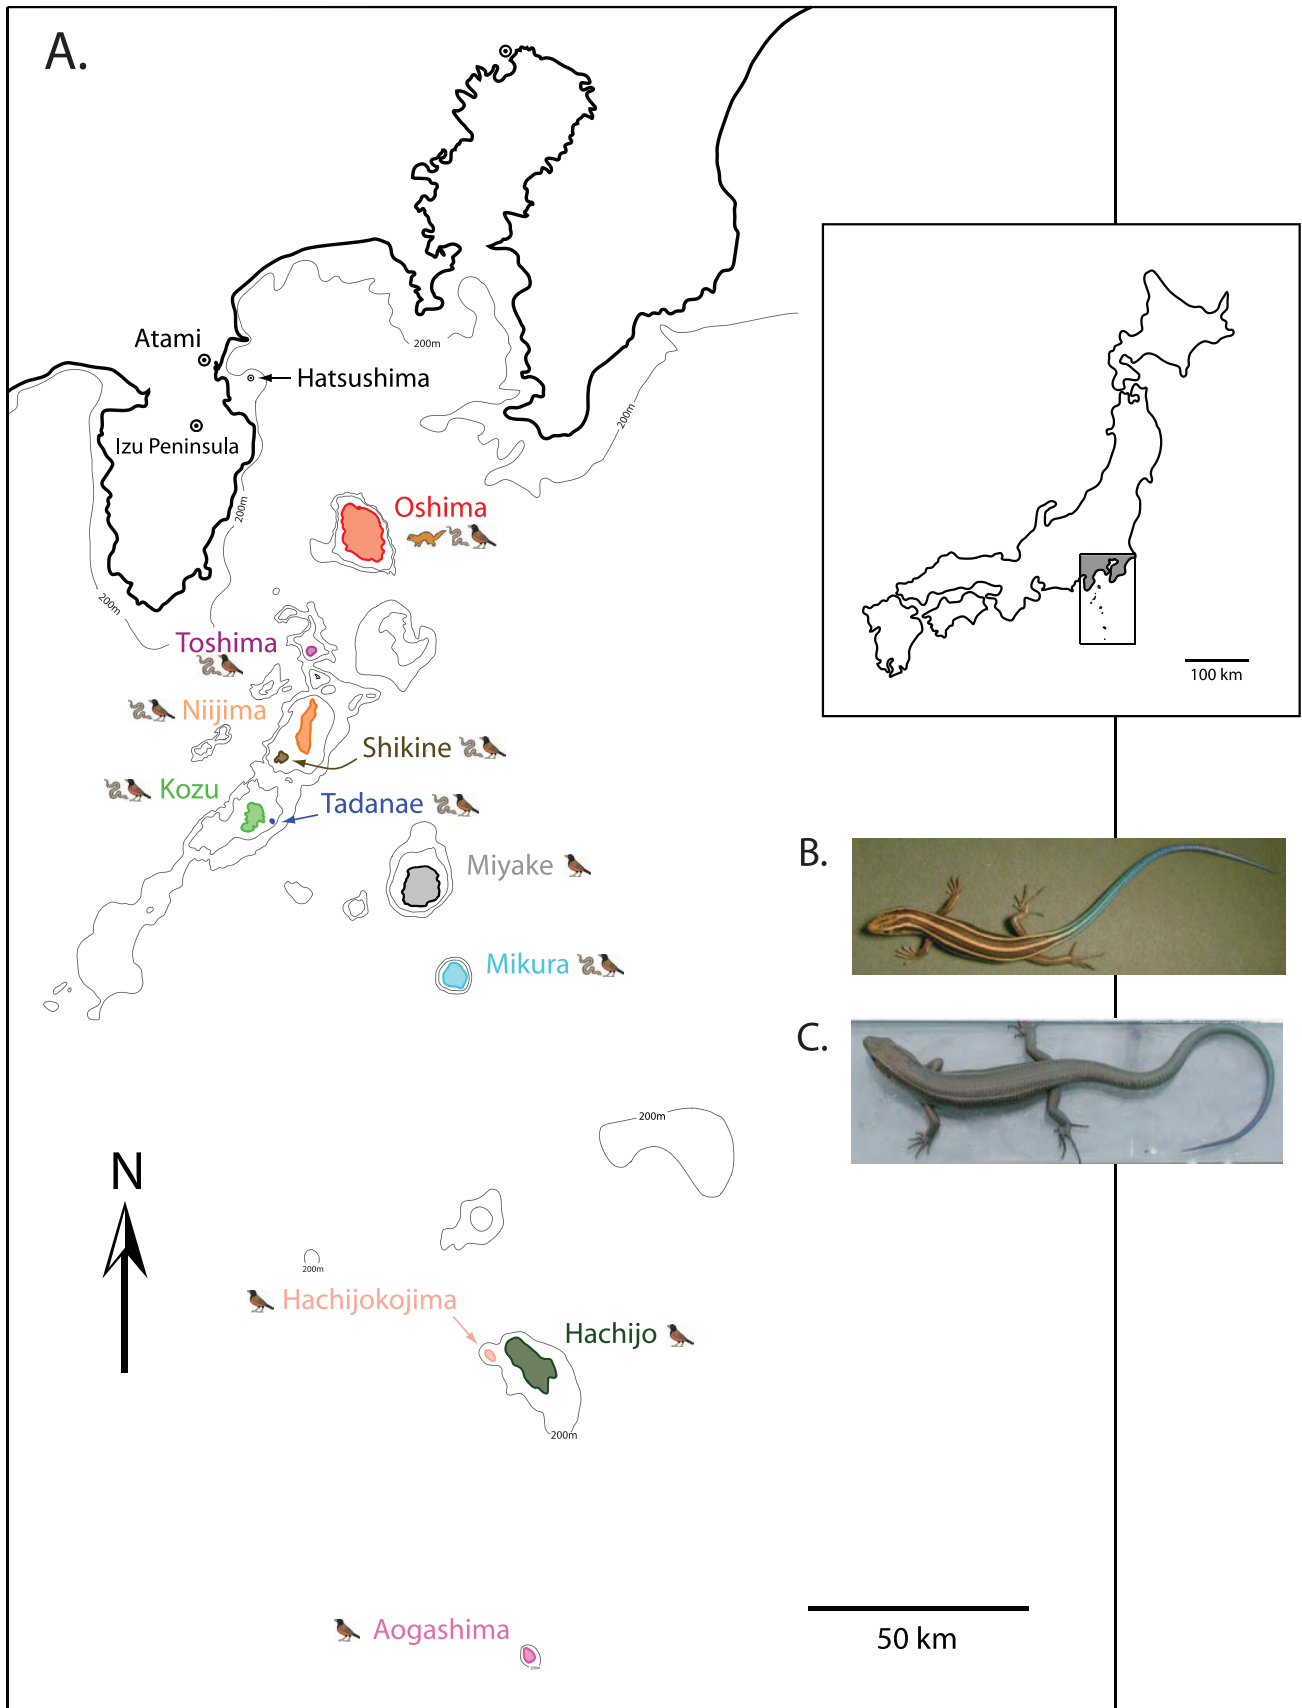 A.
Atami
Hatsushima
Izu Peninsula
200m
200m
200m
200m
Oshima
Toshima
Niijima
Shikine
Kozu
Tadanae
Miyake
Mikura
100 km
B.
C.
N
200m
200m
Hachijokojima
Hachijo
200m
Aogashima
200m
50 km